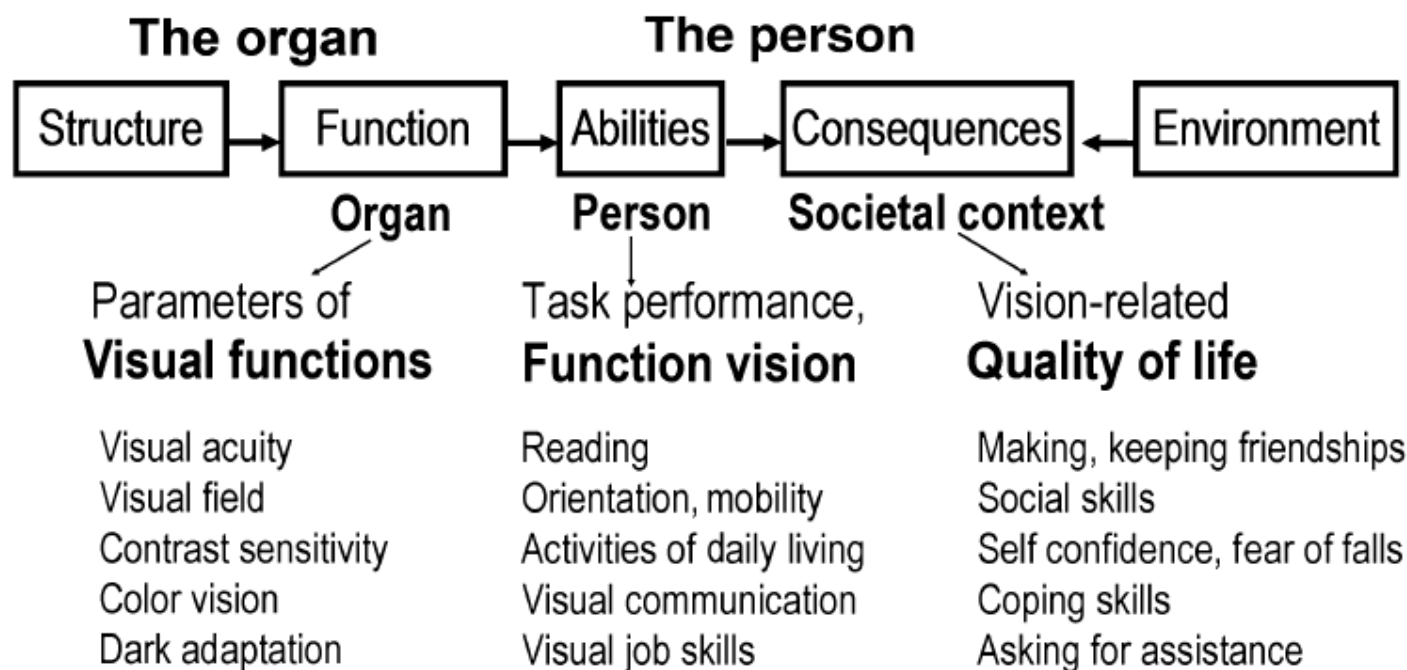 The organ
The person
Structure
Function
Abilities
Consequences
Environment
Organ
Person
Societal context
Parameters of
Visual functions
Visual acuity
Visual field
Contrast sensitivity
Color vision
Dark adaptation
Task performance,
Function vision
Reading
Orientation, mobility
Activities of daily living
Visual communication
Visual job skills
Vision-related
Quality of life
Making, keeping friendships
Social skills
Self confidence, fear of falls
Coping skills
Asking for assistance